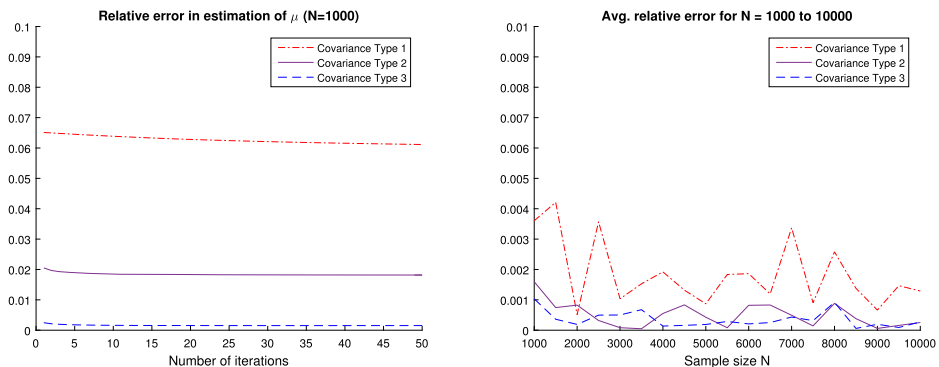 Relative error in estimation of μ (N=1000)
0.1
0.09
0.08
0.07
0.06
0.05
0.04
0.03
0.02
0.01
0
Covariance Type 1
Covariance Type 2
Covariance Type 3
0 5 10 15 20 25 30 35 40 45 50
Number of iterations
Avg. relative error for N = 1000 to 10000
0.01
0.009
0.008
0.007
0.006
0.005
0.004
0.003
0.002
0.001
0
Covariance Type 1
Covariance Type 2
Covariance Type 3
1000 2000 3000 4000 5000 6000 7000 8000 9000 10000
Sample size N